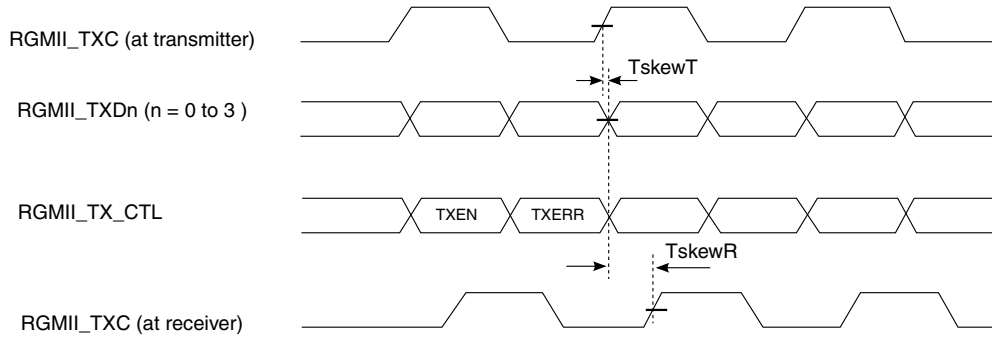 RGMII_TXC (at transmitter)
TskewT
RGMII_TXDn (n = 0 to 3 )
RGMII_TX_CTL
TXEN
TXERR
TskewR
RGMII_TXC (at receiver)